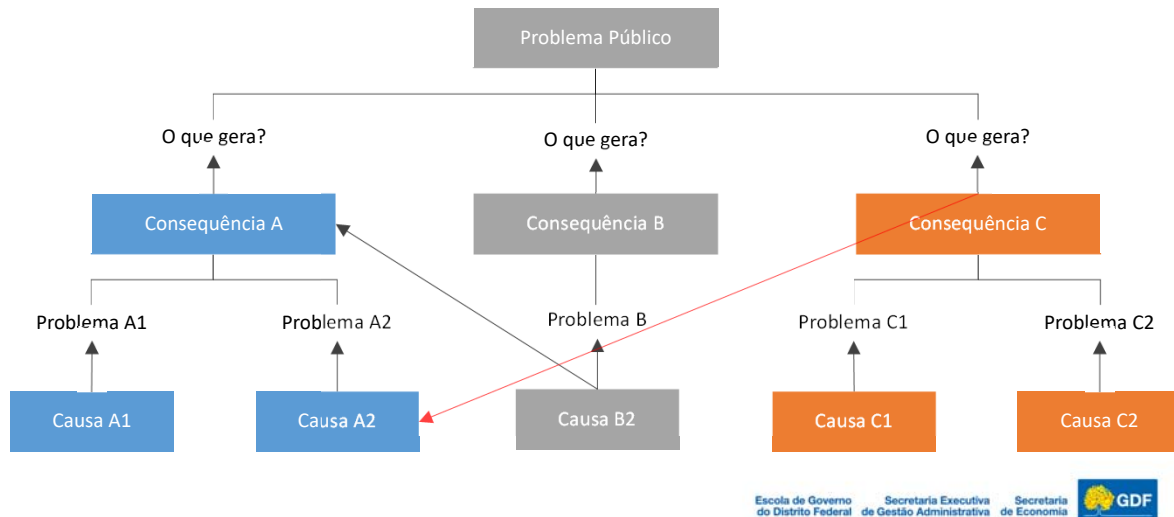 Problema Público
O que gera?
O que gera?
O que gera?
Consequência A
Consequência B
Consequência C
Problema A1
Problema A2
Problema B
Problema C1
Problema C2
Causa A1
Causa A2
Causa B2
Causa C1
Causa C2
Escola de Governo
do Distrito Federal
Secretaria Executiva
de Gestão Administrativa
Secretaria
de Economia
GDF